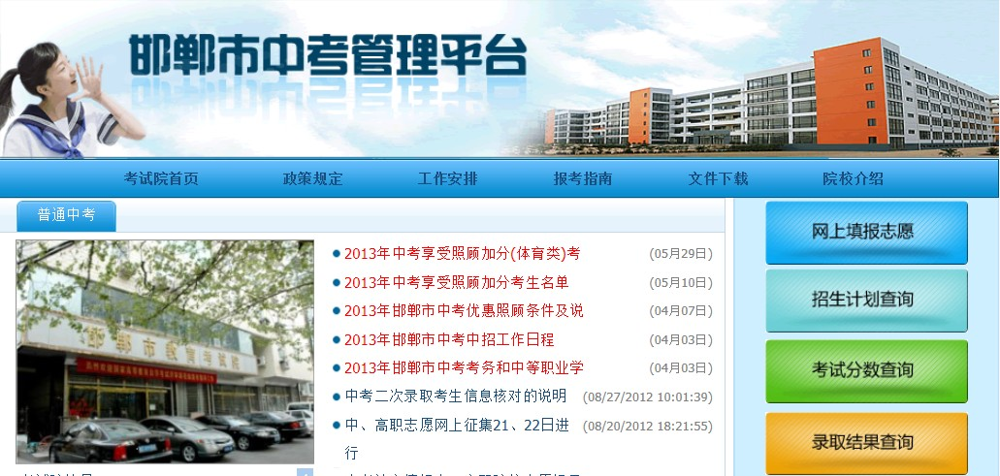 邯郸市中考管理平台
考试院首页 政策规定 工作安排 报考指南 文件下载 院校介绍
普通中考
邯郸市教育考试院
2013年中考享受照顾加分(体育类)考 (05月29日)
2013年中考享受照顾加分考生名单 (05月10日)
2013年邯郸市中考优惠照顾条件及说 (04月07日)
2013年邯郸市中考中招工作日程 (04月03日)
2013年邯郸市中考考务和中等职业学 (04月03日)
中考二次录取考生信息核对的说明 (08/27/2012 10:01:39)
中、高职志愿网上征集21、22日进 (08/20/2012 18:21:55)
行
网上填报志愿
招生计划查询
考试分数查询
录取结果查询